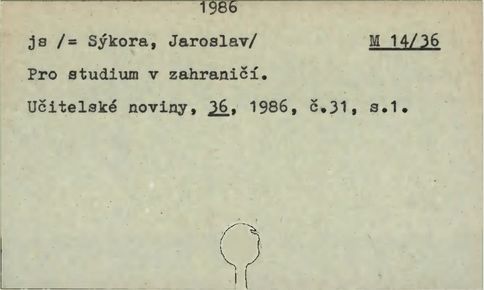 1986
js /= Sýkora, Jaroslav/ M 14/36
Pro studium v zahraničí.
Učitelské noviny, 36, 1986, č.31, s.1.